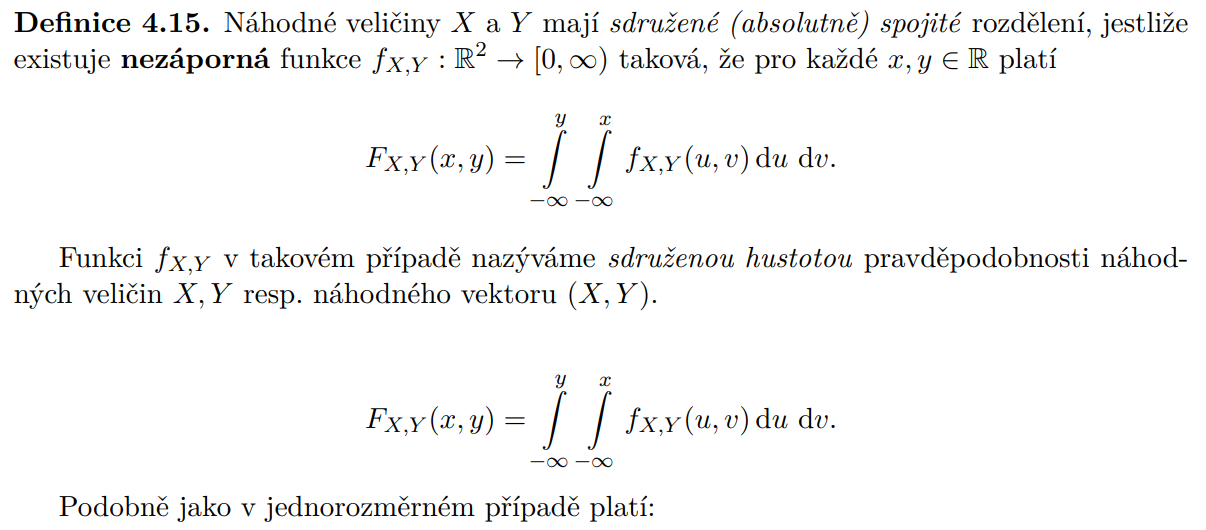 Definice 4.15. Náhodné veličiny X a Y mají sdružené (absolutně) spojité rozdělení, jestliže
existuje nezáporná funkce f_{X,Y} : ℝ² → [0, ∞) taková, že pro každé x, y ∈ ℝ platí
F_{X,Y}(x, y) = ∫_{−∞}^{y} ∫_{−∞}^{x} f_{X,Y}(u, v) du dv.
Funkci f_{X,Y} v takovém případě nazýváme sdruženou hustotou pravděpodobnosti náhod-
ných veličin X, Y resp. náhodného vektoru (X, Y).
F_{X,Y}(x, y) = ∫_{−∞}^{y} ∫_{−∞}^{x} f_{X,Y}(u, v) du dv.
Podobně jako v jednorozměrném případě platí: